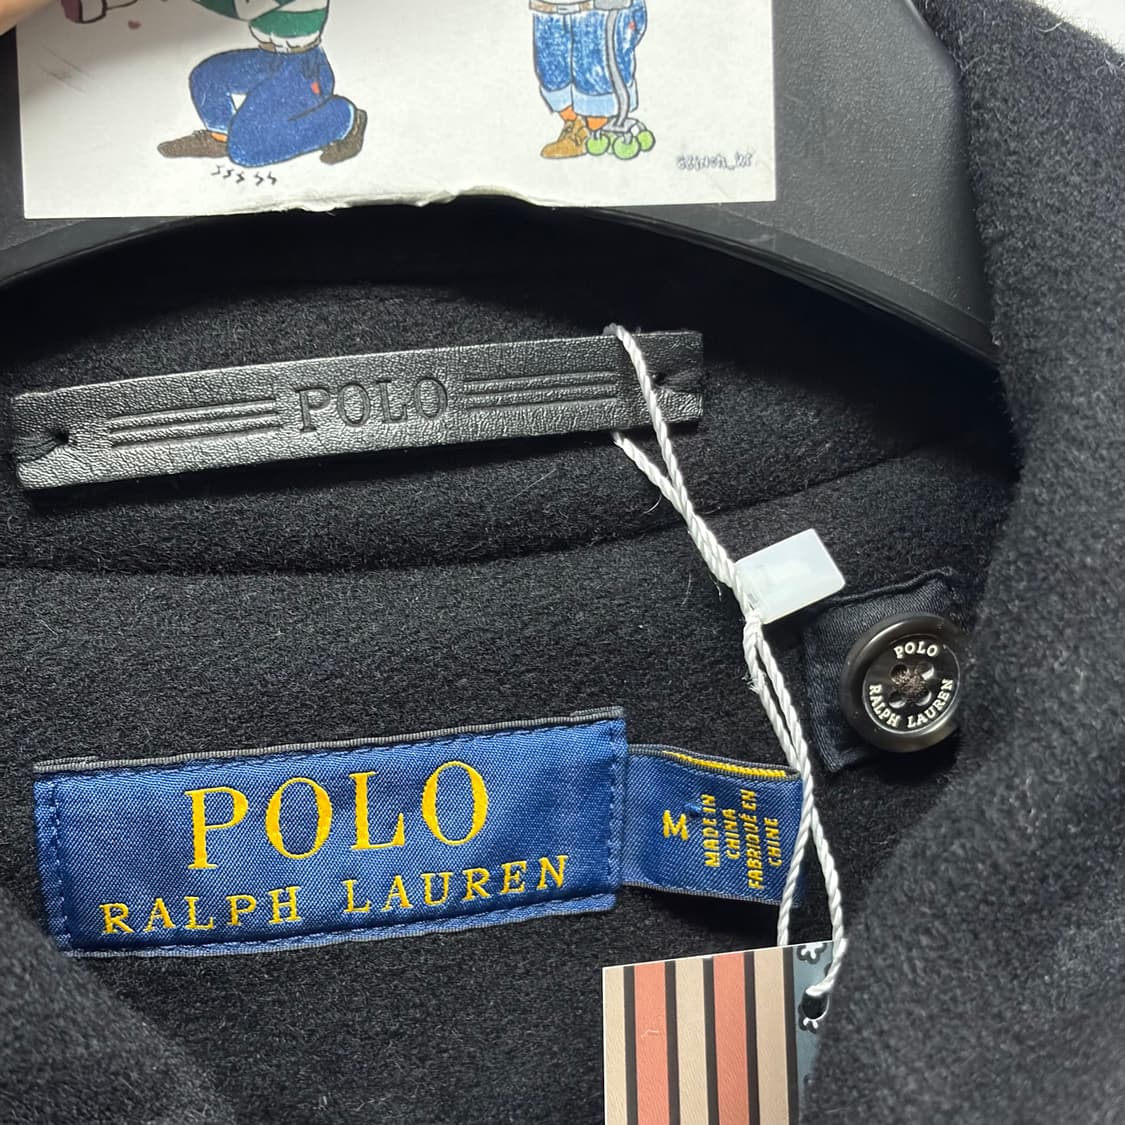 POLO
POLO
RALPH LAUREN
POLO
RALPH LAUREN
M
MADE IN
CHINA
FABRIQUÉ EN
CHINE